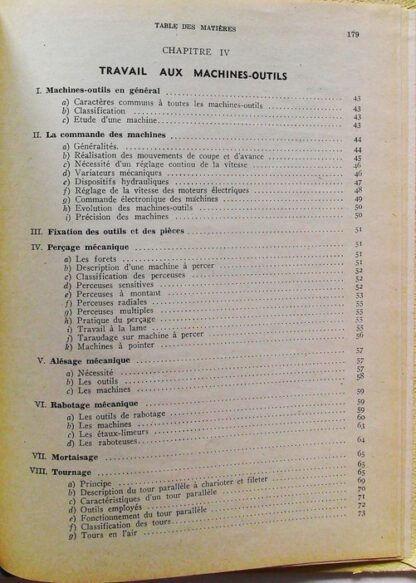 TABLE DES MATIÈRES 179
CHAPITRE IV
TRAVAIL AUX MACHINES-OUTILS
I. Machines-outils en général 43
a) Caractères communs à toutes les machines-outils 43
b) Classification 43
c) Etude d'une machine 43
II. La commande des machines 44
a) Généralités. 44
b) Réalisation des mouvements de coupe et d'avance 45
c) Nécessité d'un réglage continu de la vitesse 46
d) Variateurs mécaniques 46
e) Dispositifs hydrauliques 47
f) Réglage de la vitesse des moteurs électriques 48
g) Commande électronique des machines 49
h) Evolution des machines-outils 50
i) Précision des machines 50
III. Fixation des outils et des pièces 51
IV. Perçage mécanique 51
a) Les forets 51
b) Description d'une machine à percer 51
c) Classification des perceuses 52
d) Perceuses sensitives 52
e) Perceuses à montant 53
f) Perceuses radiales 55
g) Perceuses multiples 55
h) Pratique du perçage 55
i) Travail à la lame 55
j) Taraudage sur machine à percer 56
k) Machines à pointer
V. Alésage mécanique 57
a) Nécessité 57
b) Les outils 58
c) Les machines 59
VI. Rabotage mécanique 59
a) Les outils de rabotage 59
b) Les machines 60
c) Les étaux-limeurs 63
d) Les raboteuses 64
VII. Mortaisage 65
VIII. Tournage 65
a) Principe 65
b) Description du tour parallèle à charioter et fileter 69
c) Caractéristiques d'un tour parallèle 70
d) Outils employés 71
e) Fonctionnement du tour parallèle 72
f) Classification des tours 73
g) Tours en l'air